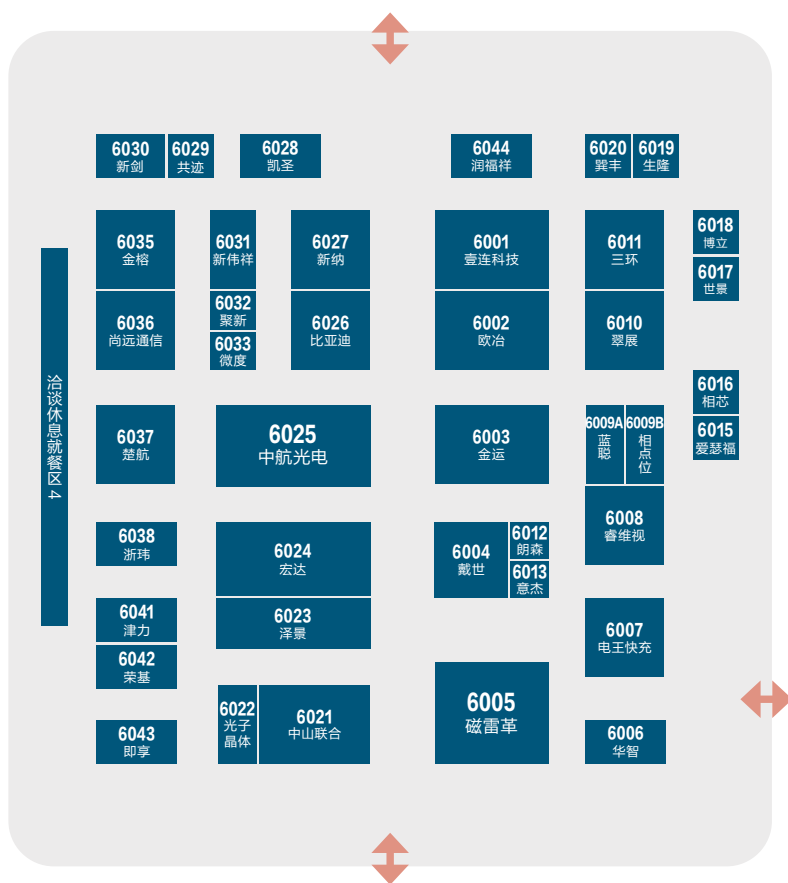 6030
新剑
6029
共迹
6028
凯圣
6044
润福祥
6020
巽丰
6019
生隆
6035
金榕
6031
新伟祥
6027
新纳
6001
壹连科技
6011
三环
6018
博立
6017
世景
6036
尚远通信
6032
聚新
6033
微度
6026
比亚迪
6002
欧冶
6010
翠展
洽谈休息就餐区4
6016
相芯
6015
爱瑟福
6037
楚航
6025
中航光电
6003
金运
6009A
蓝聪
6009B
相点位
6038
浙玮
6024
宏达
6004
戴世
6012
朗森
6013
意杰
6008
睿维视
6041
津力
6042
荣基
6023
泽景
6007
电王快充
6043
即享
6022
光子
晶体
6021
中山联合
6005
磁雷革
6006
华智